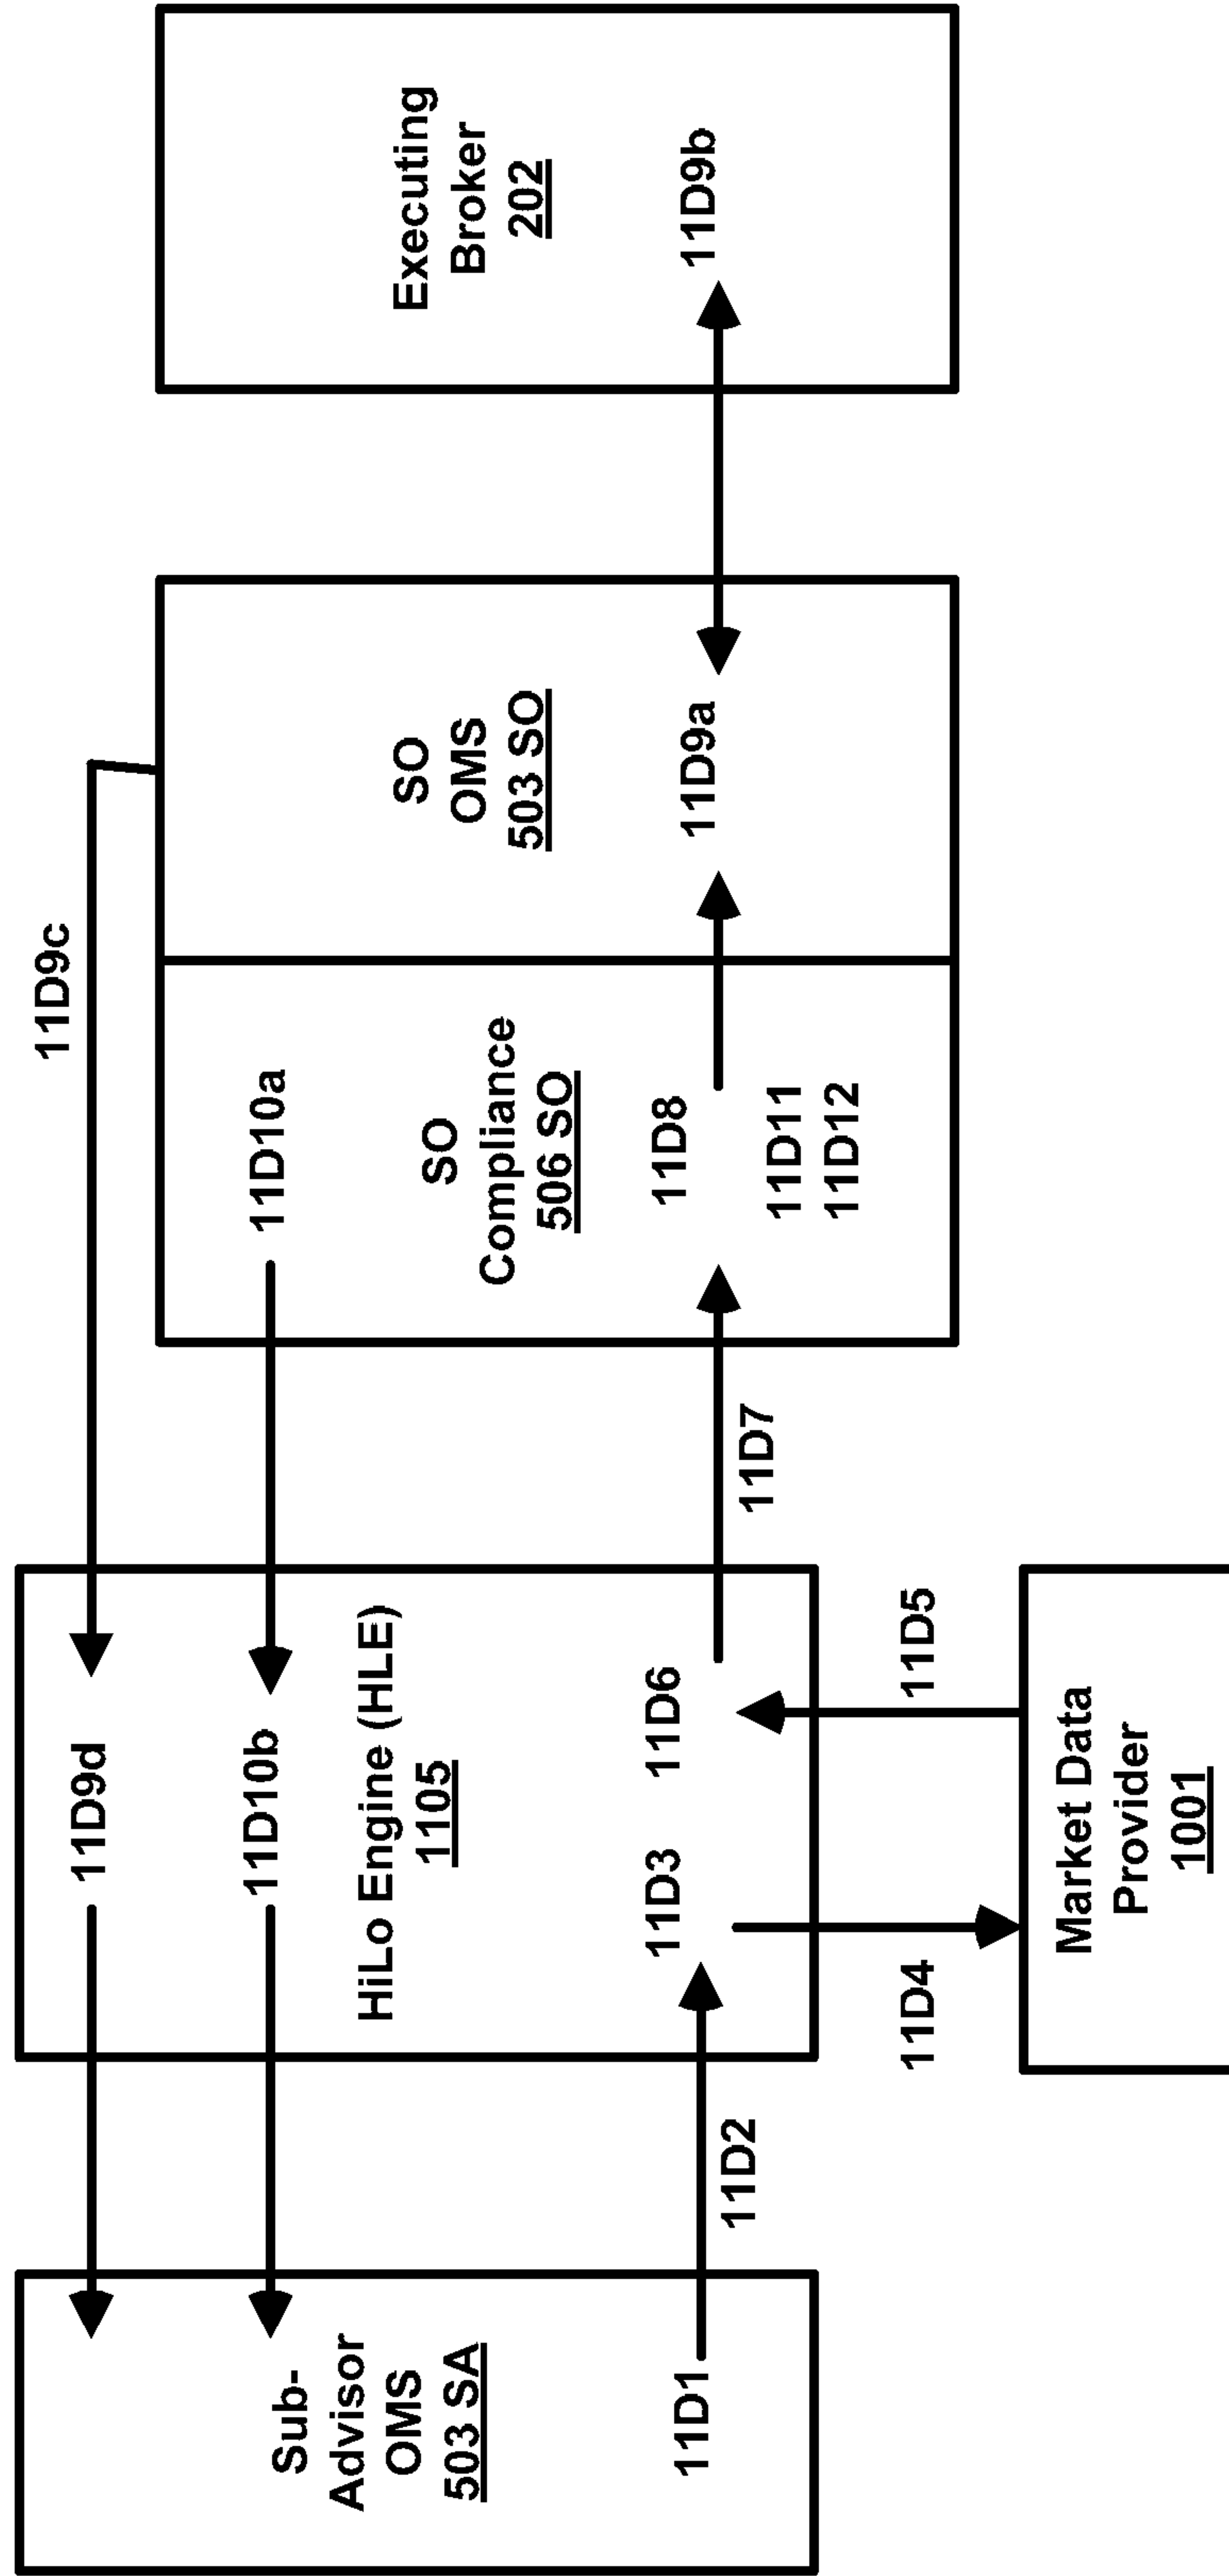 11D9c
Sub-
Advisor
OMS
503 SA
11D1
11D2
11D9d
11D10b
HiLo Engine (HLE)
1105
11D3
11D6
11D4
11D5
Market Data
Provider
1001
11D7
11D10a
SO
Compliance
506 SO
11D8
11D11
11D12
SO
OMS
503 SO
11D9a
Executing
Broker
202
11D9b